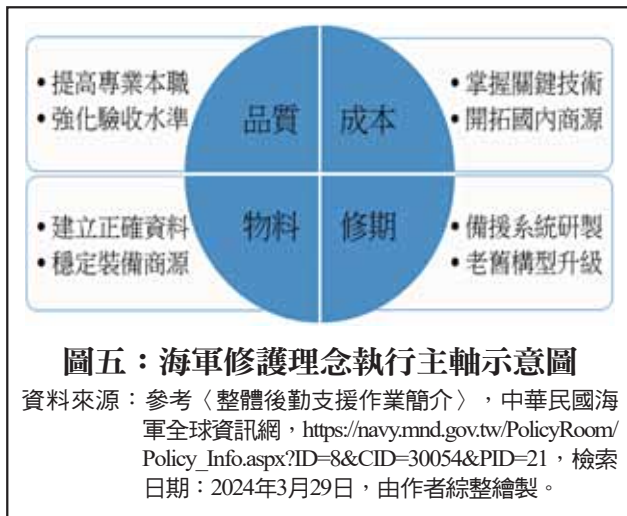 • 提高專業本職
• 強化驗收水準
品質
成本
• 掌握關鍵技術
• 開拓國內商源
• 建立正確資料
• 穩定裝備商源
物料
修期
• 備援系統研製
• 老舊構型升級
圖五：海軍修護理念執行主軸示意圖
資料來源：參考〈整體後勤支援作業簡介〉，中華民國海
軍全球資訊網，https://navy.mnd.gov.tw/PolicyRoom/
Policy_Info.aspx?ID=8&CID=30054&PID=21，檢索
日期：2024年3月29日，由作者綜整繪製。